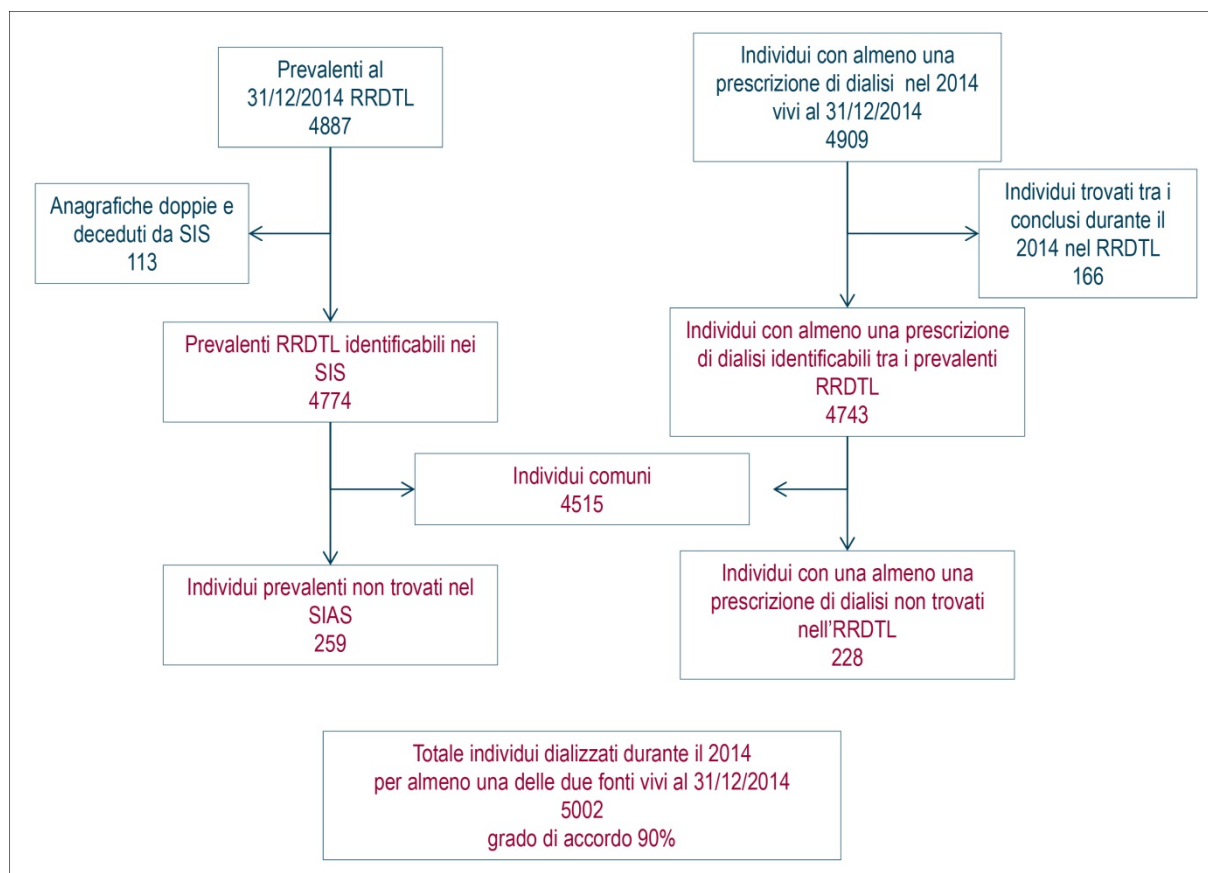 Prevalenti al
31/12/2014 RRDTL
4887
Individui con almeno una
prescrizione di dialisi nel 2014
vivi al 31/12/2014
4909
Anagrafiche doppie e
deceduti da SIS
113
Individui trovati tra i
conclusi durante il
2014 nel RRDTL
166
Prevalenti RRDTL identificabili nei
SIS
4774
Individui con almeno una prescrizione
di dialisi identificabili tra i prevalenti
RRDTL
4743
Individui comuni
4515
Individui prevalenti non trovati nel
SIAS
259
Individui con una almeno una
prescrizione di dialisi non trovati
nell'RRDTL
228
Totale individui dializzati durante il 2014
per almeno una delle due fonti vivi al 31/12/2014
5002
grado di accordo 90%